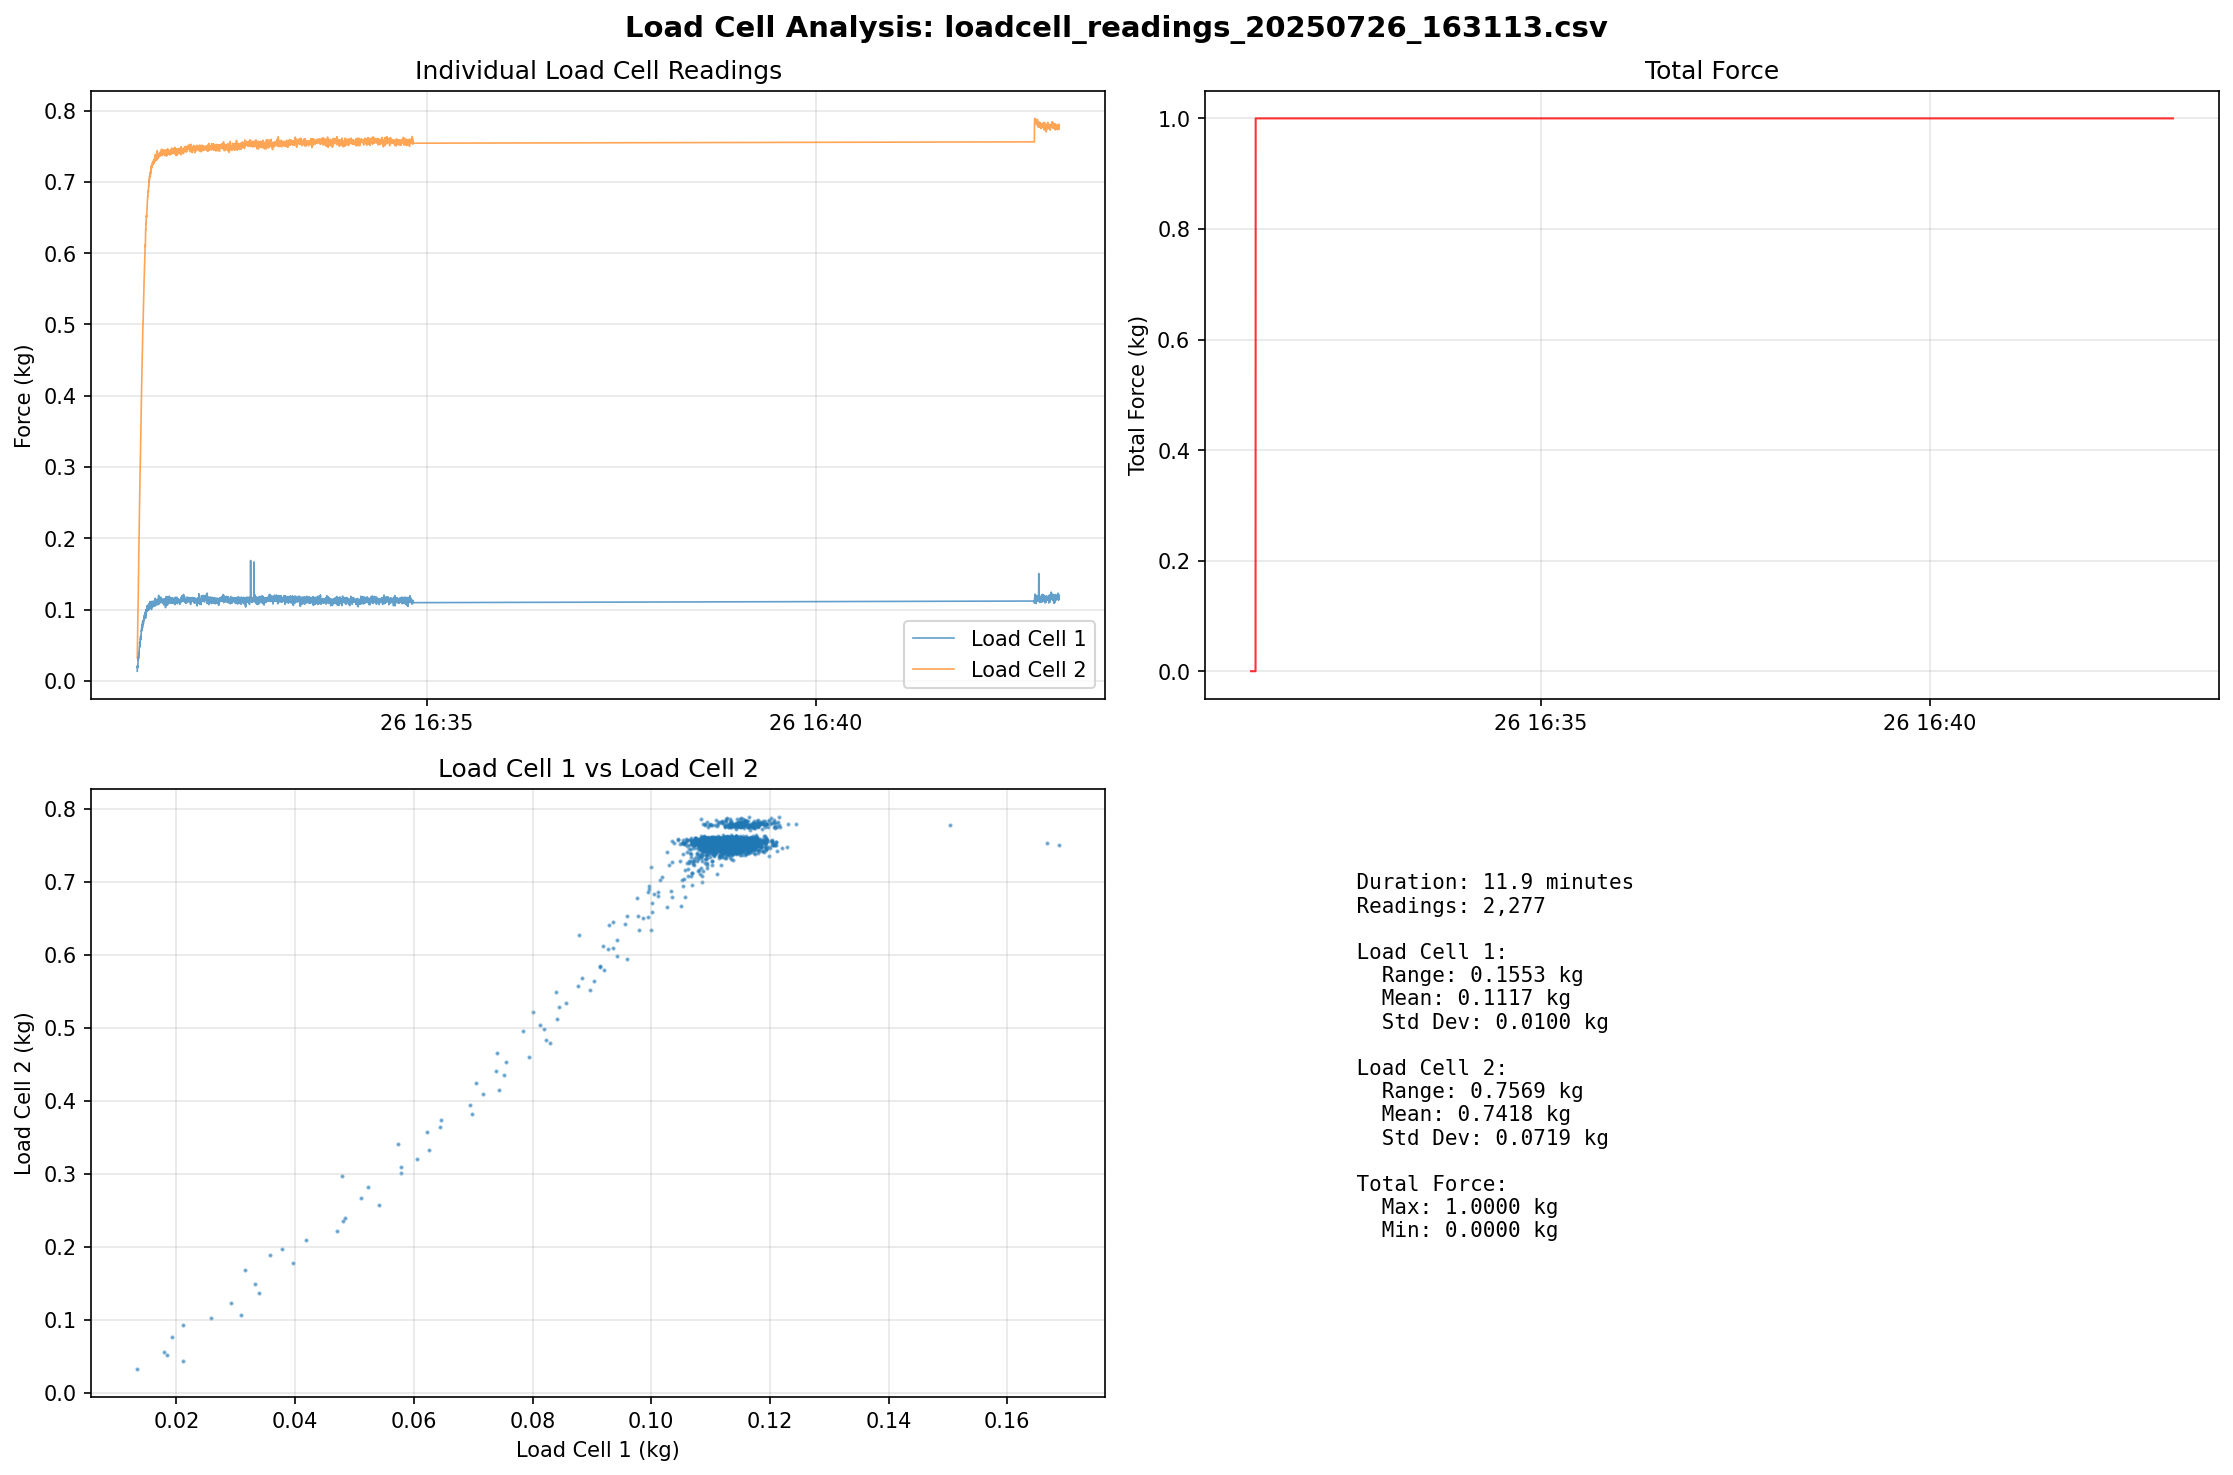 Load Cell Analysis: loadcell_readings_20250726_163113.csv
Individual Load Cell Readings
0.8
0.7
0.6
0.5
0.4
0.3
0.2
0.1
0.0
Force (kg)
26 16:35
26 16:40
Load Cell 1
Load Cell 2
Total Force
1.0
0.8
0.6
0.4
0.2
0.0
Total Force (kg)
26 16:35
26 16:40
Load Cell 1 vs Load Cell 2
0.8
0.7
0.6
0.5
0.4
0.3
0.2
0.1
0.0
Load Cell 2 (kg)
0.02
0.04
0.06
0.08
0.10
0.12
0.14
0.16
Load Cell 1 (kg)
Duration: 11.9 minutes
Readings: 2,277
Load Cell 1:
Range: 0.1553 kg
Mean: 0.1117 kg
Std Dev: 0.0100 kg
Load Cell 2:
Range: 0.7569 kg
Mean: 0.7418 kg
Std Dev: 0.0719 kg
Total Force:
Max: 1.0000 kg
Min: 0.0000 kg